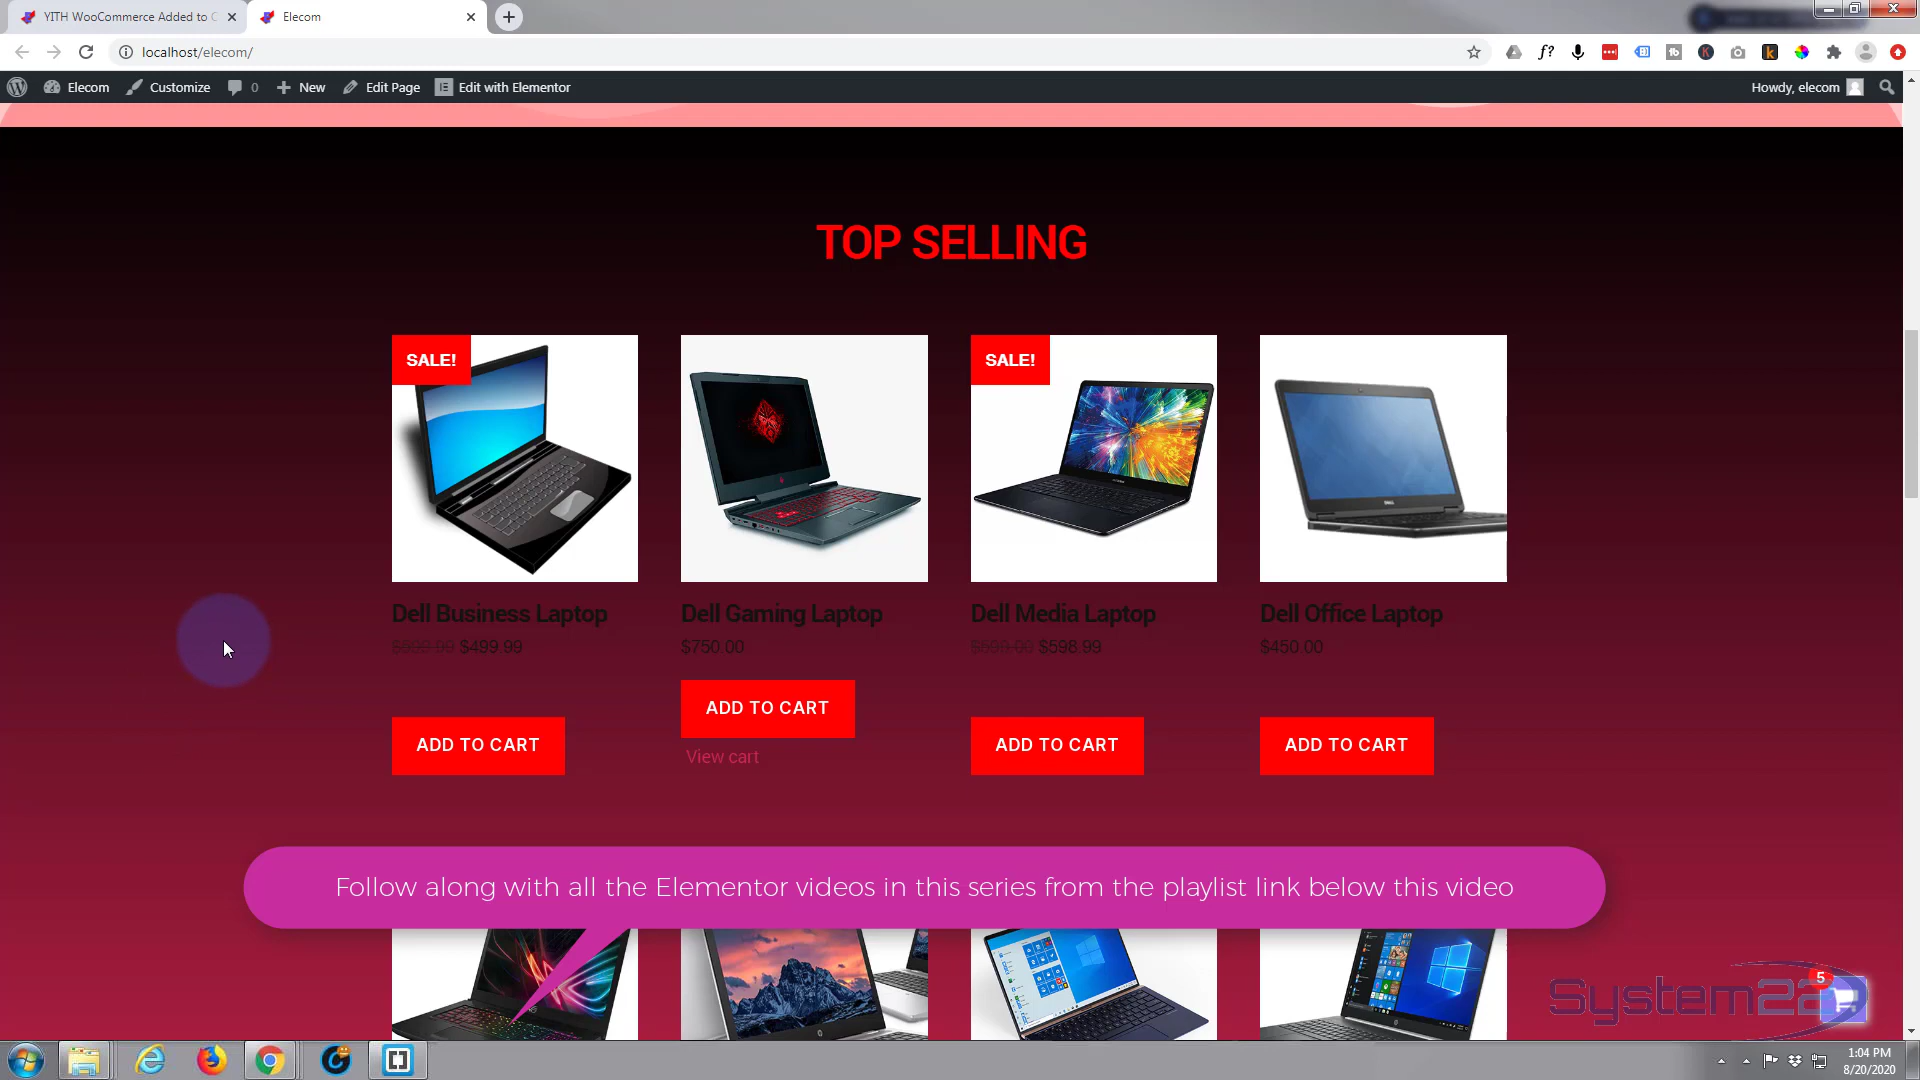 YITH WooCommerce Added to C
Elecom
localhost/elecom/
Elecom
Customize
0
New
Edit Page
Edit with Elementor
Howdy, elecom
TOP SELLING
SALE!
SALE!
Dell Business Laptop
$599.99 $499.99
Dell Gaming Laptop
$750.00
Dell Media Laptop
$599.00 $598.99
Dell Office Laptop
$450.00
ADD TO CART
ADD TO CART
View cart
ADD TO CART
ADD TO CART
Follow along with all the Elementor videos in this series from the playlist link below this video
System22
5
1:04 PM
8/20/2020